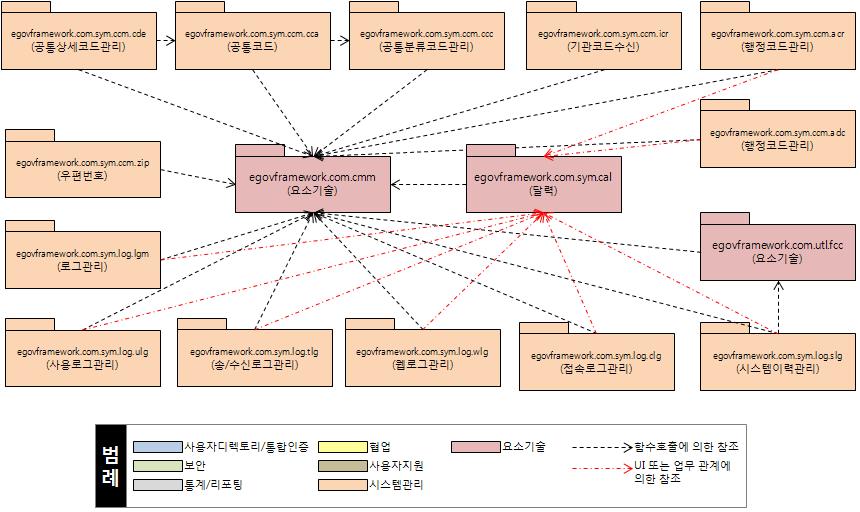 egovframework.com.sym.ccm.cde
(공통상세코드관리)
egovframework.com.sym.ccm.cca
(공통코드)
egovframework.com.sym.ccm.ccc
(공통분류코드관리)
egovframework.com.sym.ccm.icr
(기관코드수신)
egovframework.com.sym.ccm.acr
(행정코드관리)
egovframework.com.sym.ccm.adc
(행정코드관리)
egovframework.com.sym.ccm.zip
(우편번호)
egovframework.com.cmm
(요소기술)
egovframework.com.sym.cal
(달력)
egovframework.com.sym.log.lgm
(로그관리)
egovframework.com.utl.fcc
(요소기술)
egovframework.com.sym.log.ulg
(사용로그관리)
egovframework.com.sym.log.tlg
(송/수신로그관리)
egovframework.com.sym.log.wlg
(웹로그관리)
egovframework.com.sym.log.clg
(접속로그관리)
egovframework.com.sym.log.slg
(시스템이력관리)
범례
사용자디렉토리/통합인증
협업
요소기술
함수호출에 의한 참조
보안
사용자지원
UI 또는 업무 관계에
의한 참조
통계/리포팅
시스템관리